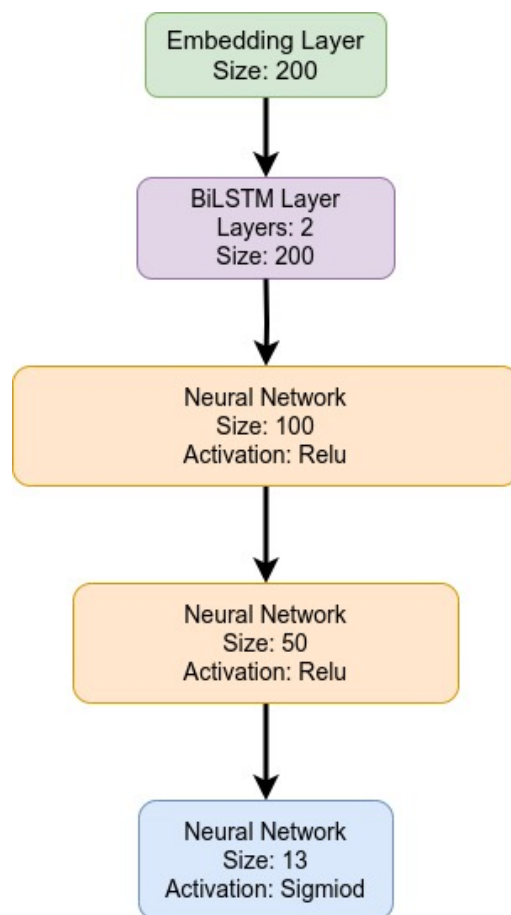 Embedding Layer
Size: 200
BiLSTM Layer
Layers: 2
Size: 200
Neural Network
Size: 100
Activation: Relu
Neural Network
Size: 50
Activation: Relu
Neural Network
Size: 13
Activation: Sigmiod